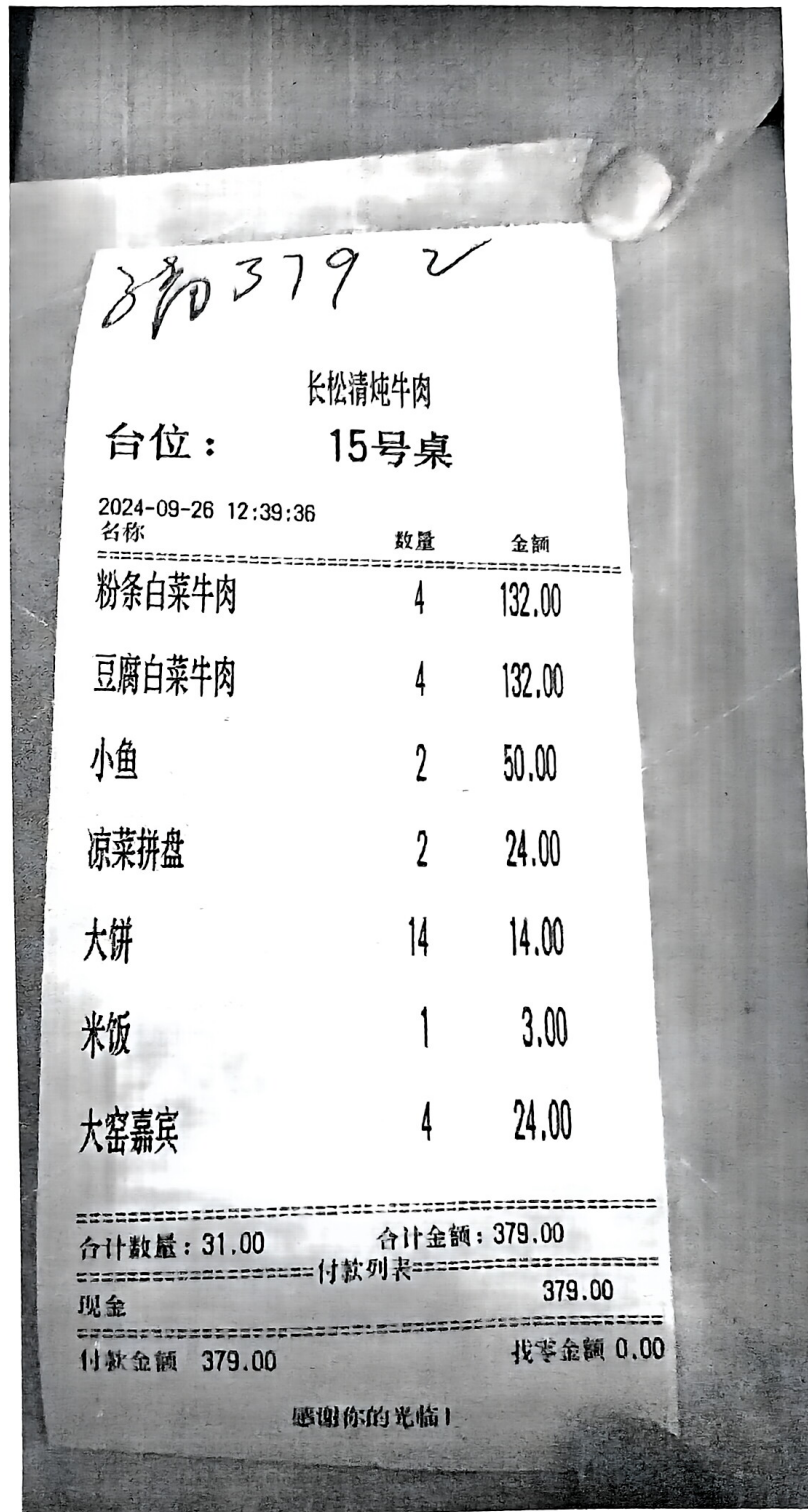 379
长松清炖牛肉
台位： 15号桌
2024-09-26 12:39:36
名称 数量 金额
粉条白菜牛肉 4 132.00
豆腐白菜牛肉 4 132.00
小鱼 2 50.00
凉菜拼盘 2 24.00
大饼 14 14.00
米饭 1 3.00
大窑嘉宾 4 24.00
合计数量：31.00 合计金额：379.00
付款列表
现金 379.00
付款金额 379.00 找零金额 0.00
感谢你的光临！